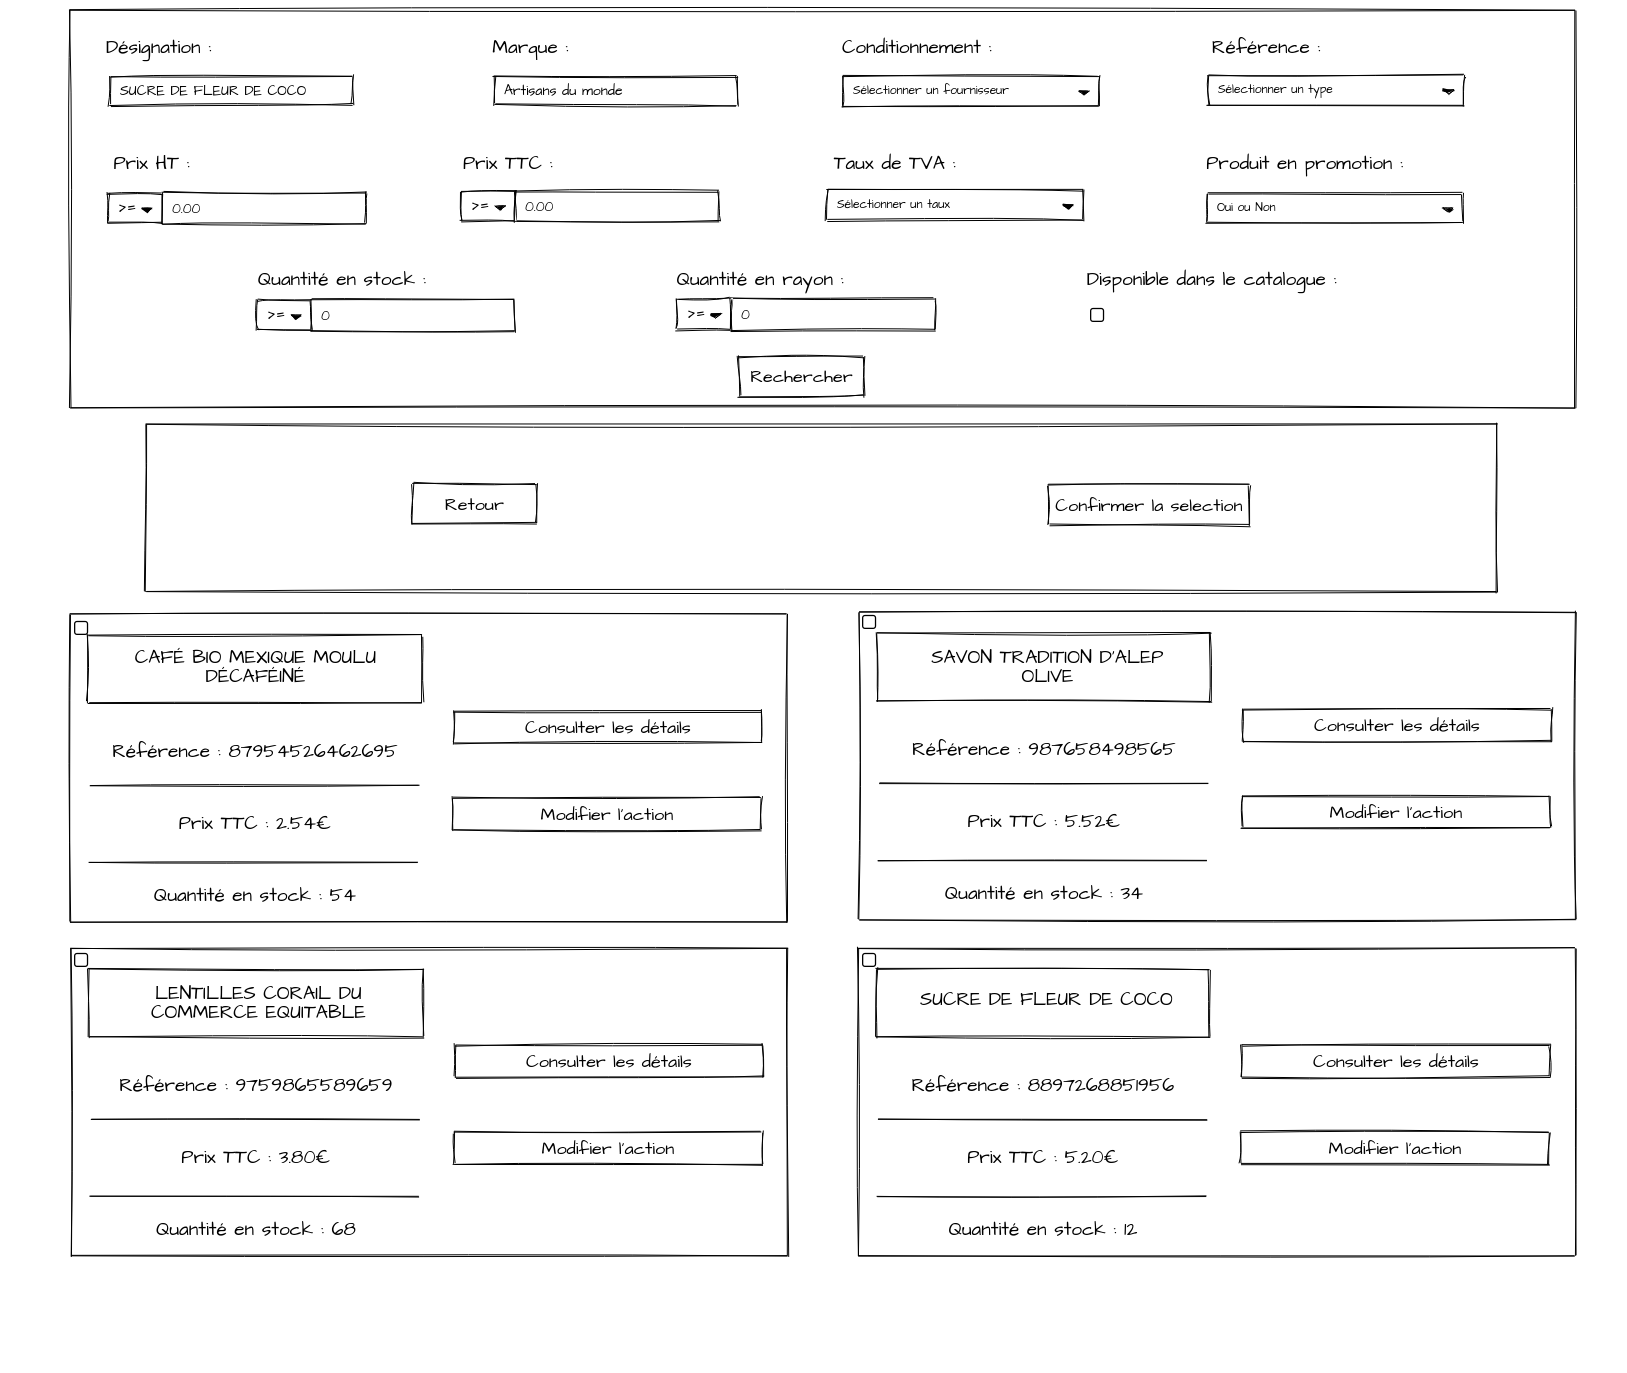 Désignation :
Marque :
Conditionnement :
Référence :
SUCRE DE FLEUR DE COCO
Artisans du monde
Sélectionner un fournisseur
Sélectionner un type
Prix HT :
Prix TTC :
Taux de TVA :
Produit en promotion :
>= 0.00
>= 0.00
Sélectionner un taux
Oui ou Non
Quantité en stock :
Quantité en rayon :
Disponible dans le catalogue :
>= 0
>= 0
Rechercher
Retour
Confirmer la selection
CAFÉ BIO MEXIQUE MOULU
DÉCAFÉINÉ
Référence : 87954526462695
Prix TTC : 2.54€
Quantité en stock : 54
Consulter les détails
Modifier l'action
SAVON TRADITION D'ALEP
OLIVE
Référence : 987658498565
Prix TTC : 5.52€
Quantité en stock : 34
Consulter les détails
Modifier l'action
LENTILLES CORAIL DU
COMMERCE EQUITABLE
Référence : 9759865589659
Prix TTC : 3.80€
Quantité en stock : 68
Consulter les détails
Modifier l'action
SUCRE DE FLEUR DE COCO
Référence : 8897268851956
Prix TTC : 5.20€
Quantité en stock : 12
Consulter les détails
Modifier l'action